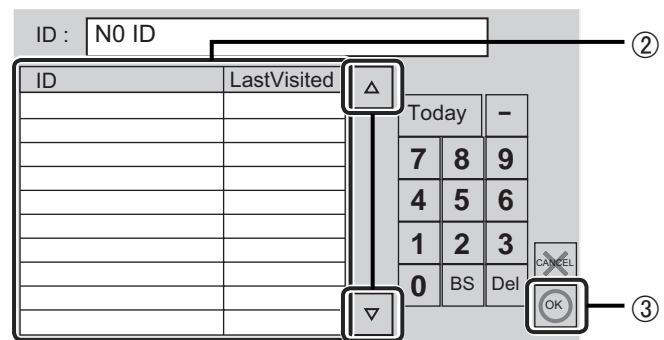 ID : N0 ID
②
ID LastVisited
△
Today −
7 8 9
4 5 6
1 2 3
CANCEL
0 BS Del
OK
③
▽